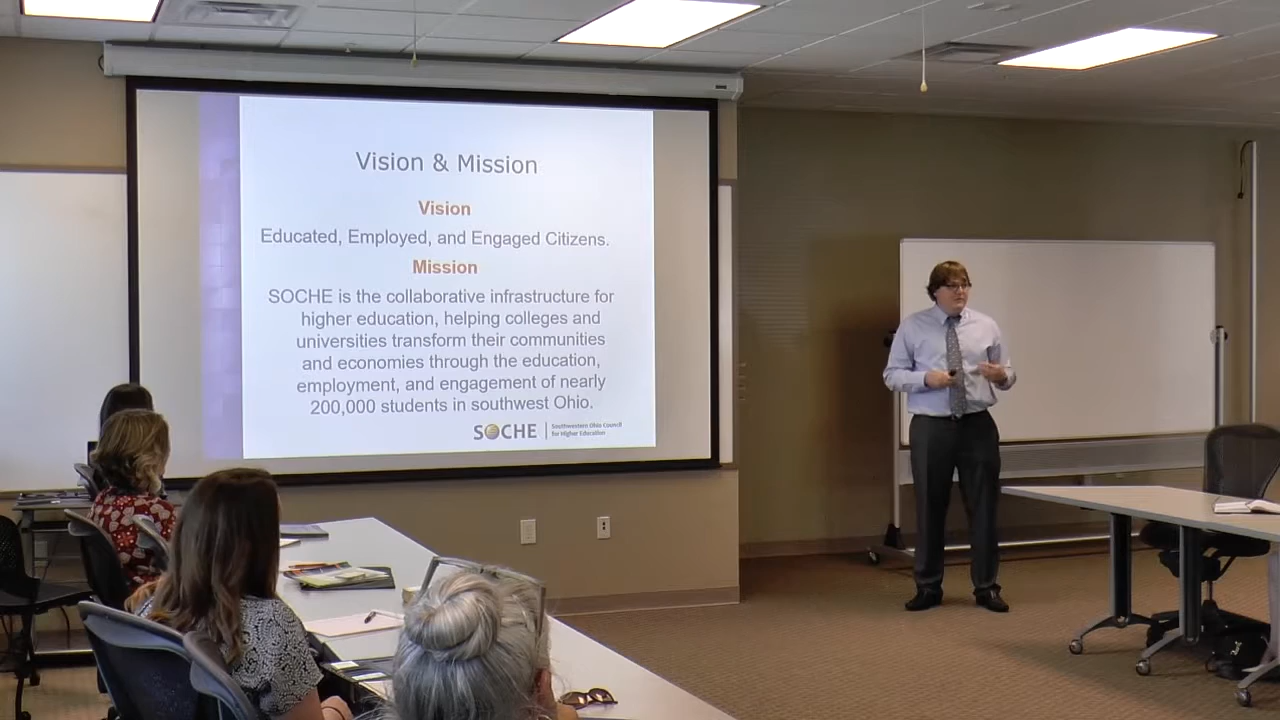 Vision & Mission
Vision
Educated, Employed, and Engaged Citizens.
Mission
SOCHE is the collaborative infrastructure for
higher education, helping colleges and
universities transform their communities
and economies through the education,
employment, and engagement of nearly
200,000 students in southwest Ohio.
SOCHE
Southwestern Ohio Council
for Higher Education